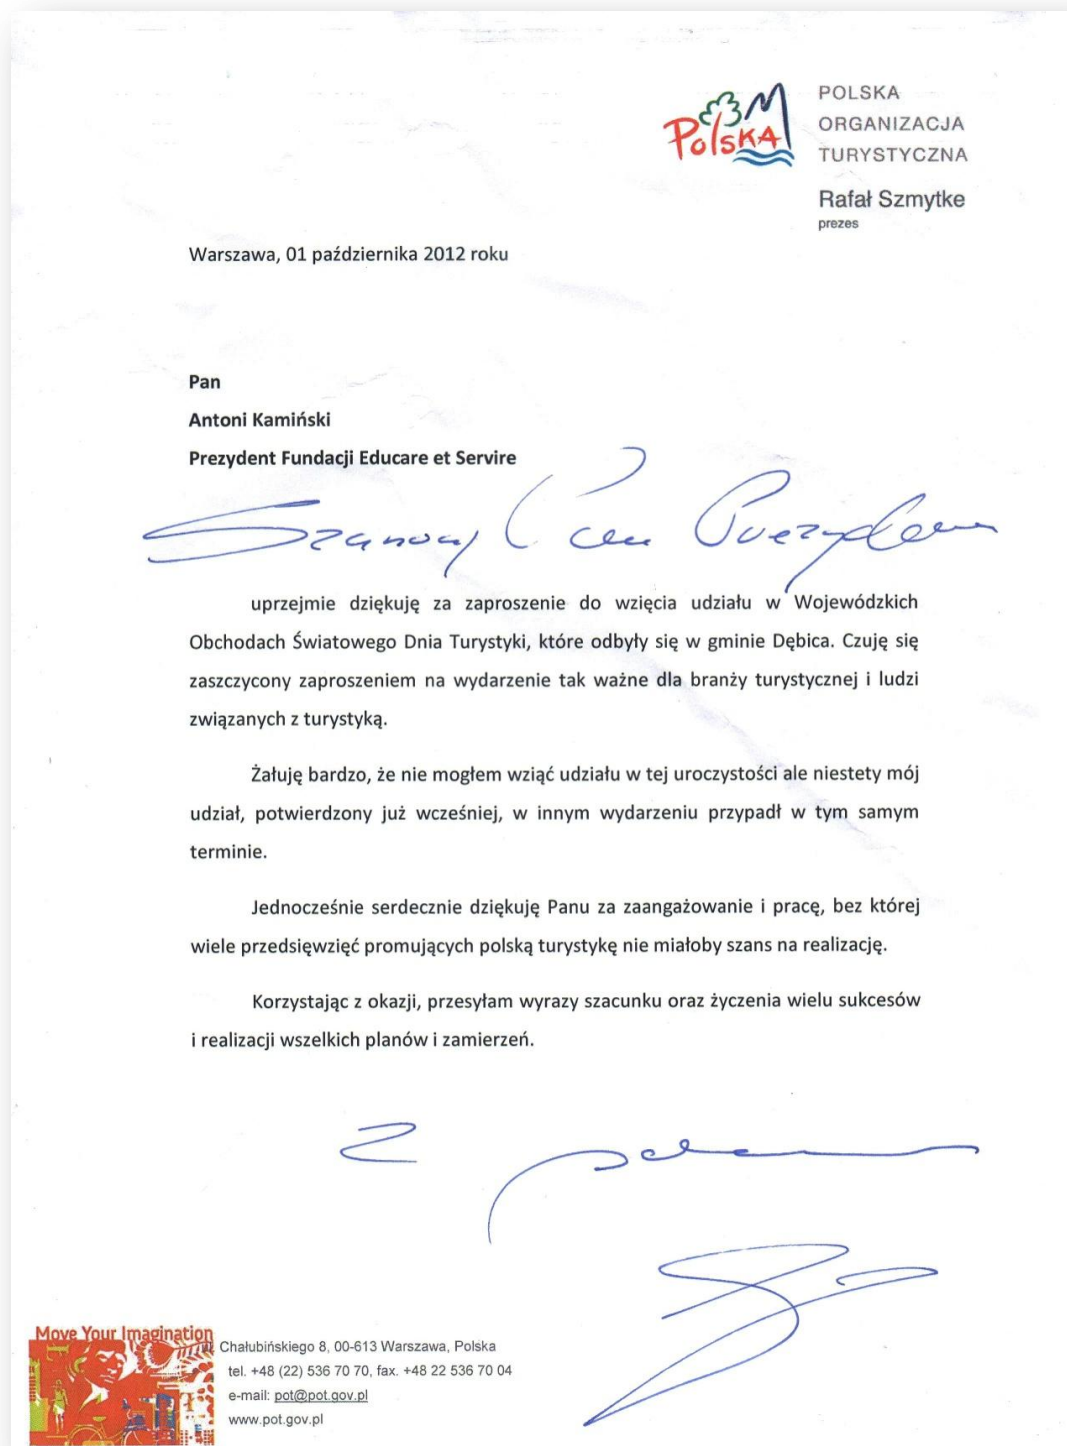 Polska
POLSKA
ORGANIZACJA
TURYSTYCZNA
Rafał Szmytke
prezes
Warszawa, 01 października 2012 roku
Pan
Antoni Kamiński
Prezydent Fundacji Educare et Servire
Szanowny Panie Prezydencie
uprzejmie dziękuję za zaproszenie do wzięcia udziału w Wojewódzkich
Obchodach Światowego Dnia Turystyki, które odbyły się w gminie Dębica. Czuję się
zaszczycony zaproszeniem na wydarzenie tak ważne dla branży turystycznej i ludzi
związanych z turystyką.
Żałuję bardzo, że nie mogłem wziąć udziału w tej uroczystości ale niestety mój
udział, potwierdzony już wcześniej, w innym wydarzeniu przypadł w tym samym
terminie.
Jednocześnie serdecznie dziękuję Panu za zaangażowanie i pracę, bez której
wiele przedsięwzięć promujących polską turystykę nie miałoby szans na realizację.
Korzystając z okazji, przesyłam wyrazy szacunku oraz życzenia wielu sukcesów
i realizacji wszelkich planów i zamierzeń.
Z
Move Your Imagination
Chałubińskiego 8, 00-613 Warszawa, Polska
tel. +48 (22) 536 70 70, fax. +48 22 536 70 04
e-mail: pot@pot.gov.pl
www.pot.gov.pl